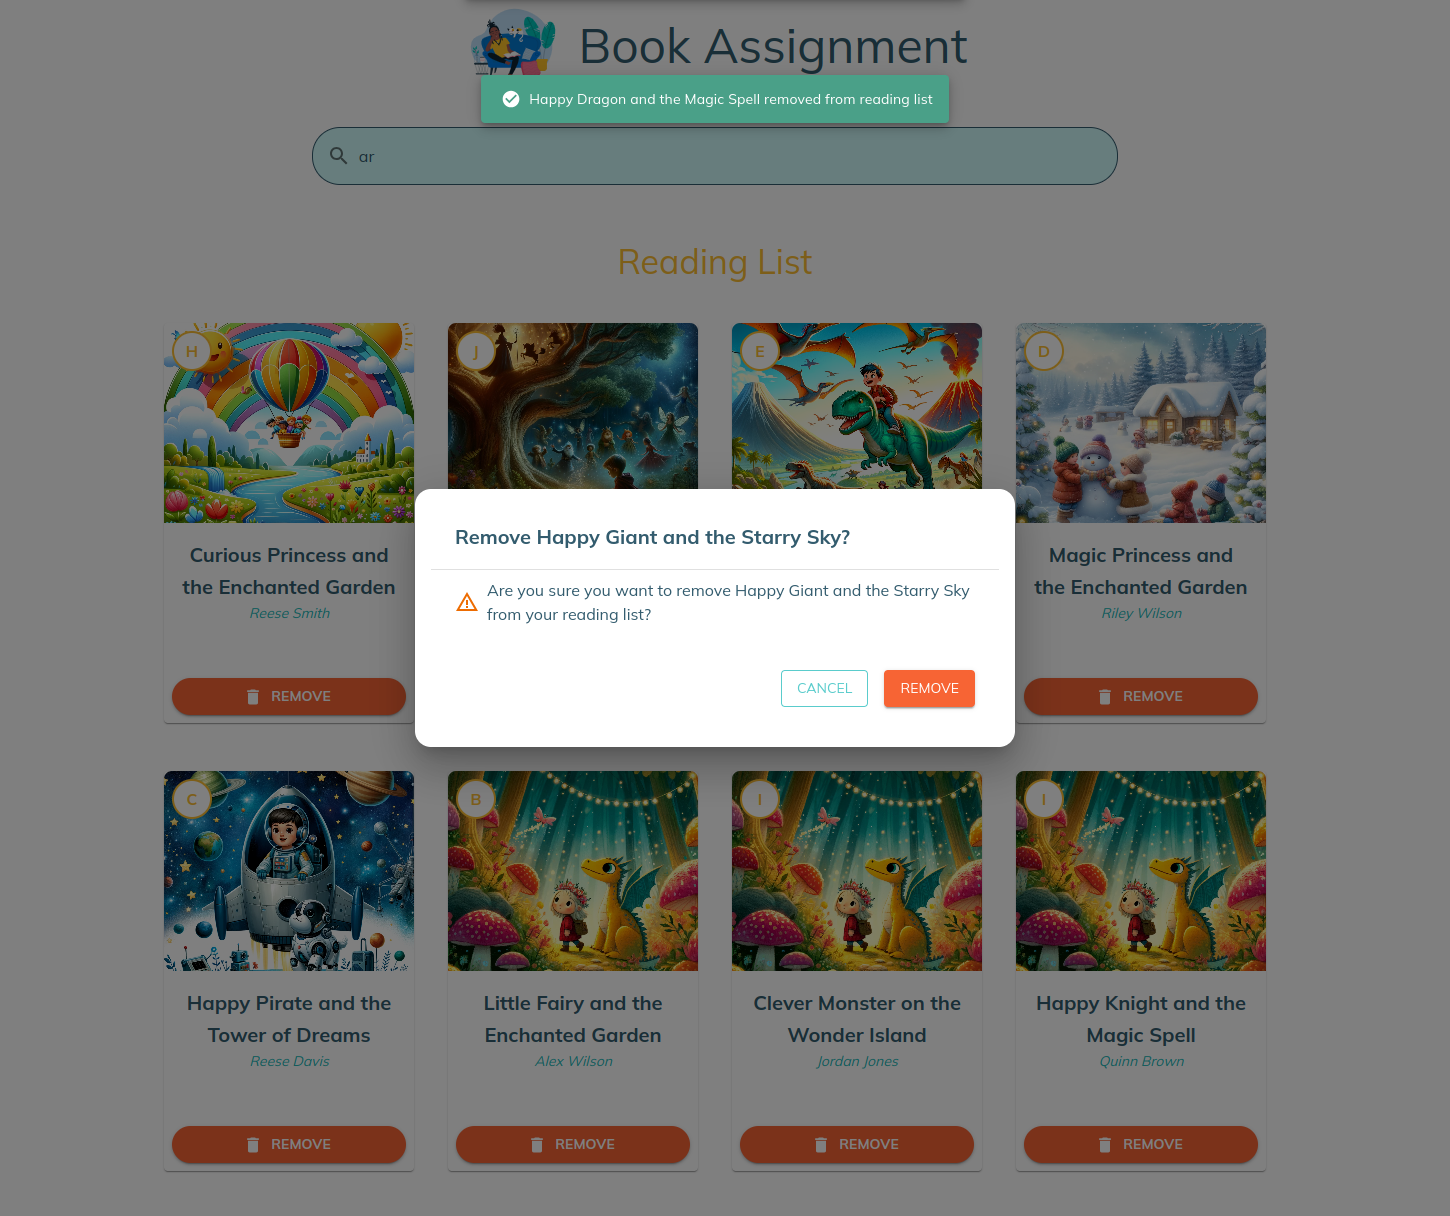 Book Assignment
Happy Dragon and the Magic Spell removed from reading list
ar
Reading List
H
J
E
D
Curious Princess and
the Enchanted Garden
Reese Smith
REMOVE
Magic Princess and
the Enchanted Garden
Riley Wilson
REMOVE
Remove Happy Giant and the Starry Sky?
Are you sure you want to remove Happy Giant and the Starry Sky
from your reading list?
CANCEL
REMOVE
C
B
I
I
Happy Pirate and the
Tower of Dreams
Reese Davis
REMOVE
Little Fairy and the
Enchanted Garden
Alex Wilson
REMOVE
Clever Monster on the
Wonder Island
Jordan Jones
REMOVE
Happy Knight and the
Magic Spell
Quinn Brown
REMOVE